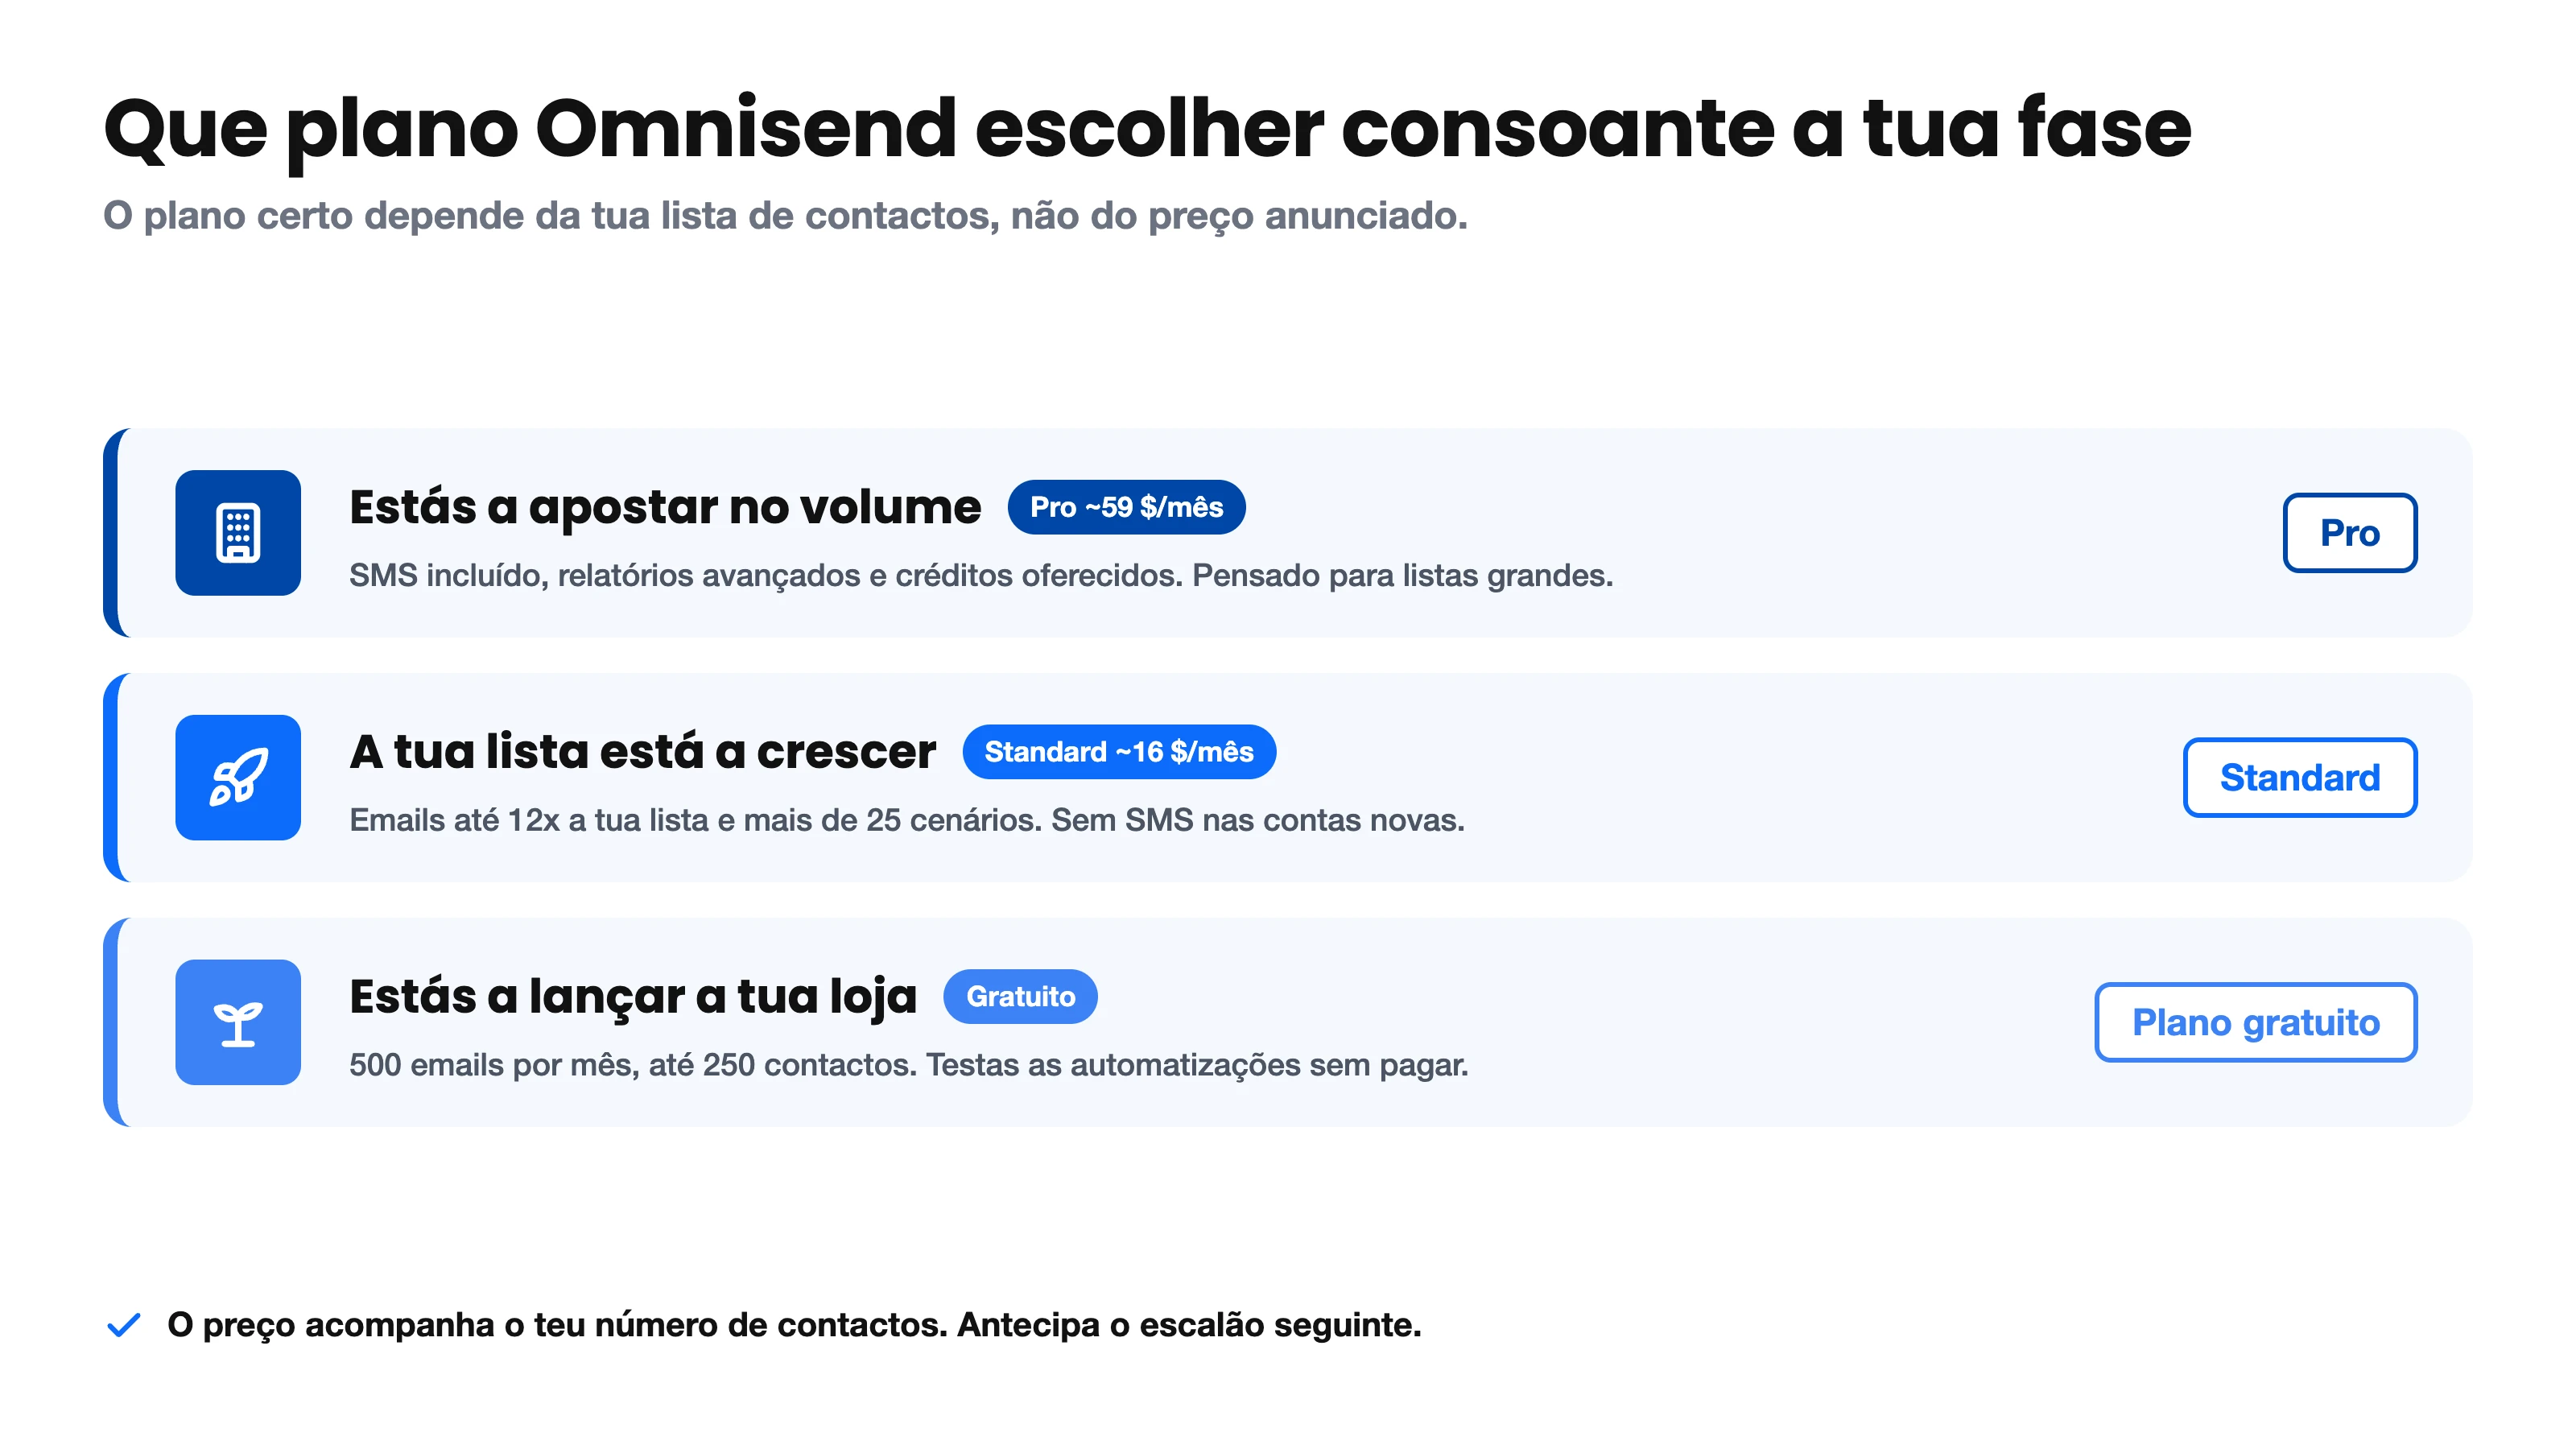 Que plano Omnisend escolher consoante a tua fase
O plano certo depende da tua lista de contactos, não do preço anunciado.
Estás a apostar no volume
Pro ~59 $/mês
SMS incluído, relatórios avançados e créditos oferecidos. Pensado para listas grandes.
Pro
A tua lista está a crescer
Standard ~16 $/mês
Emails até 12x a tua lista e mais de 25 cenários. Sem SMS nas contas novas.
Standard
Estás a lançar a tua loja
Gratuito
500 emails por mês, até 250 contactos. Testas as automatizações sem pagar.
Plano gratuito
O preço acompanha o teu número de contactos. Antecipa o escalão seguinte.